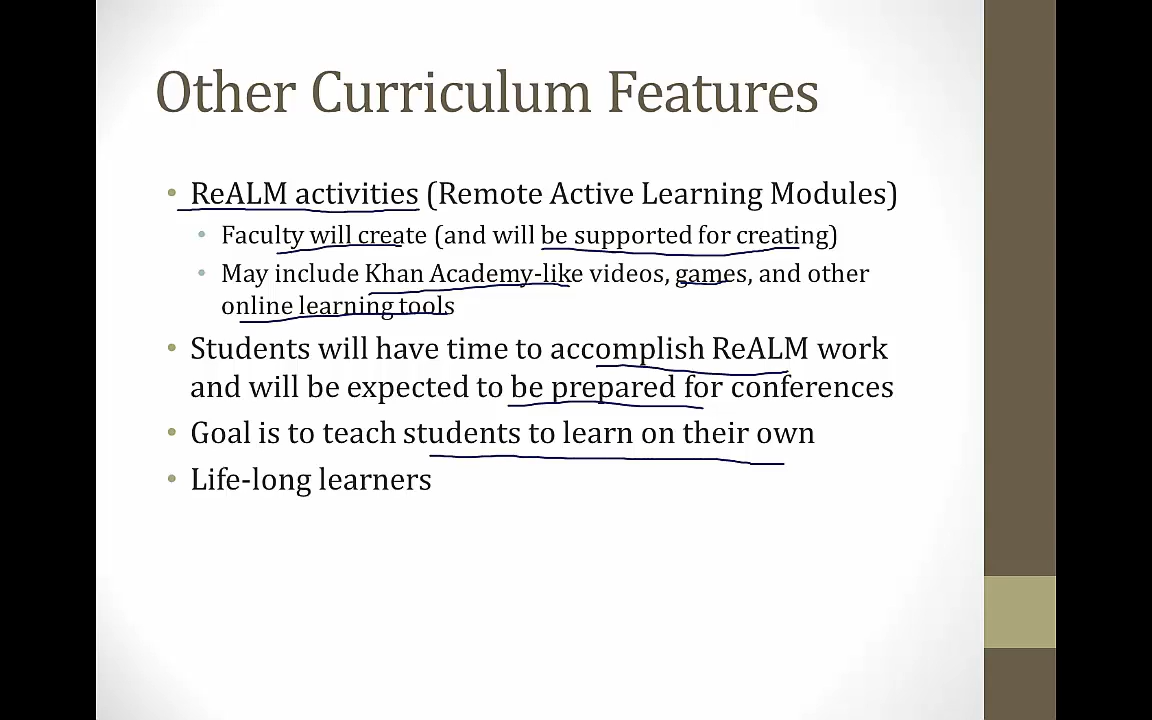 Other Curriculum Features
• ReALM activities (Remote Active Learning Modules)
• Faculty will create (and will be supported for creating)
• May include Khan Academy-like videos, games, and other
online learning tools
• Students will have time to accomplish ReALM work
and will be expected to be prepared for conferences
• Goal is to teach students to learn on their own
• Life-long learners